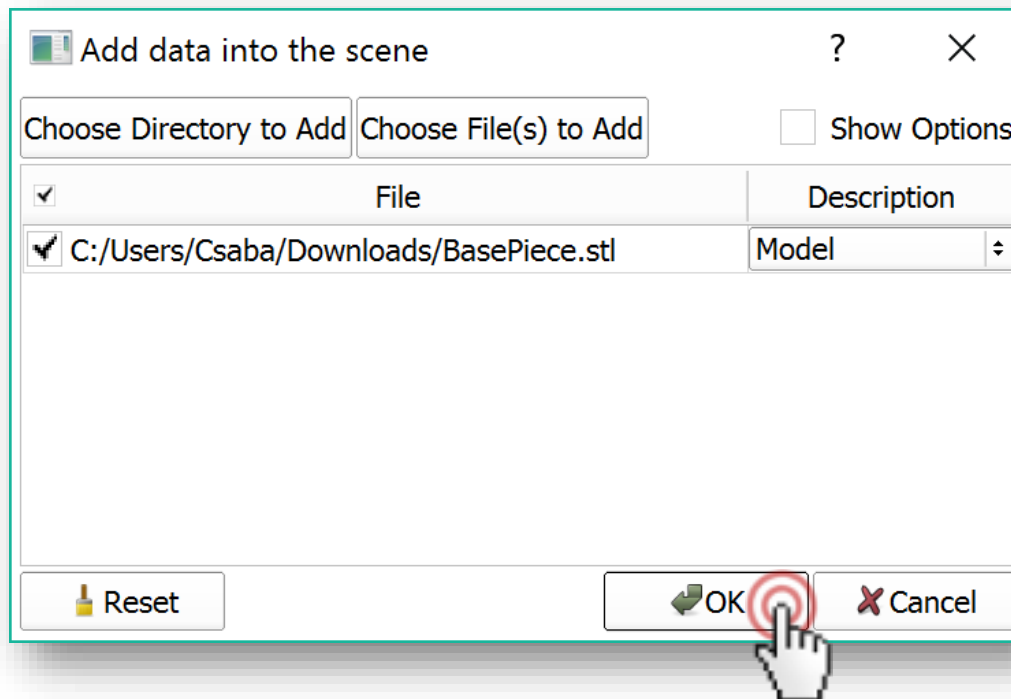 Add data into the scene
Choose Directory to Add Choose File(s) to Add Show Options
File Description
C:/Users/Csaba/Downloads/BasePiece.stl Model
Reset OK Cancel